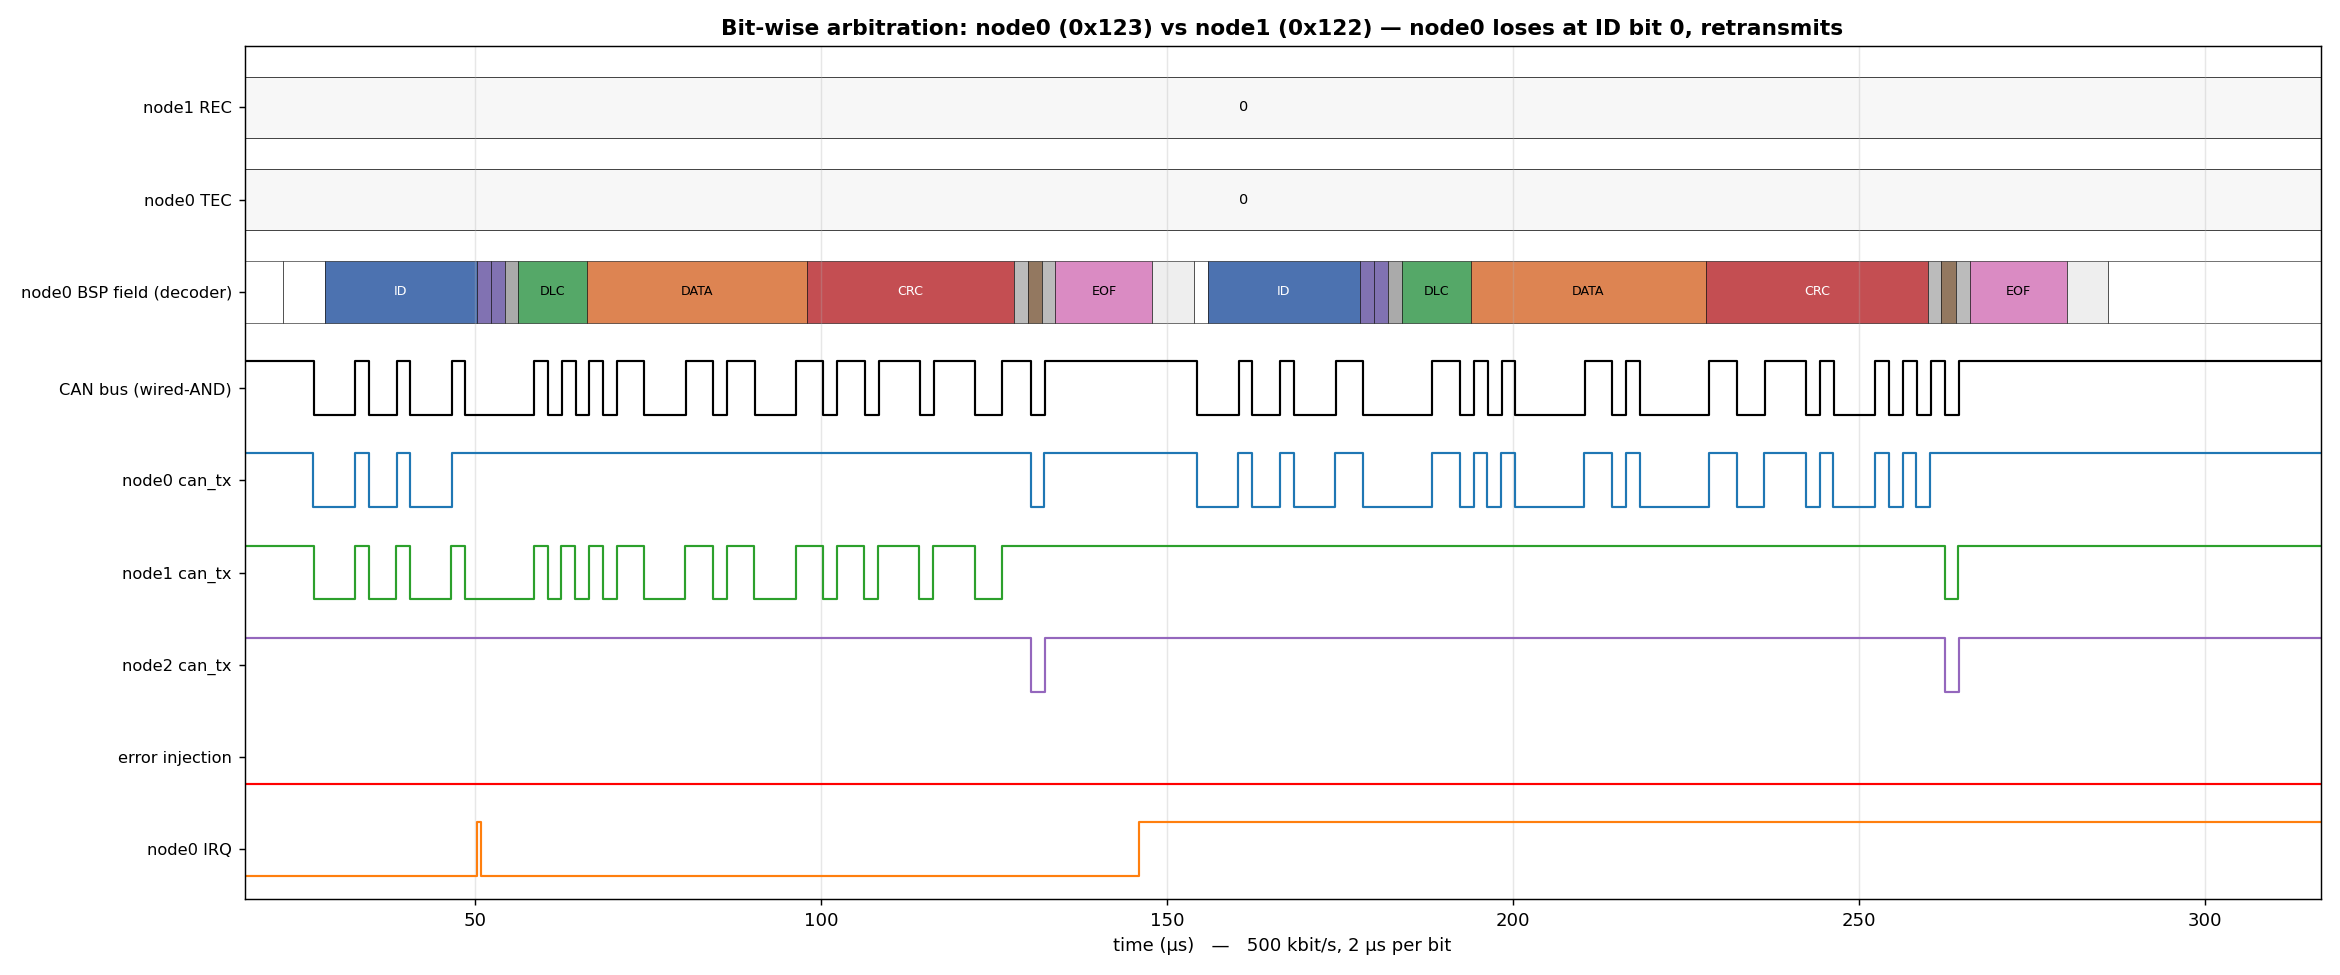 Bit-wise arbitration: node0 (0x123) vs node1 (0x122) — node0 loses at ID bit 0, retransmits
node1 REC
0
node0 TEC
0
node0 BSP field (decoder)
ID DLC DATA CRC EOF ID DLC DATA CRC EOF
CAN bus (wired-AND)
node0 can_tx
node1 can_tx
node2 can_tx
error injection
node0 IRQ
50 100 150 200 250 300
time (µs) — 500 kbit/s, 2 µs per bit